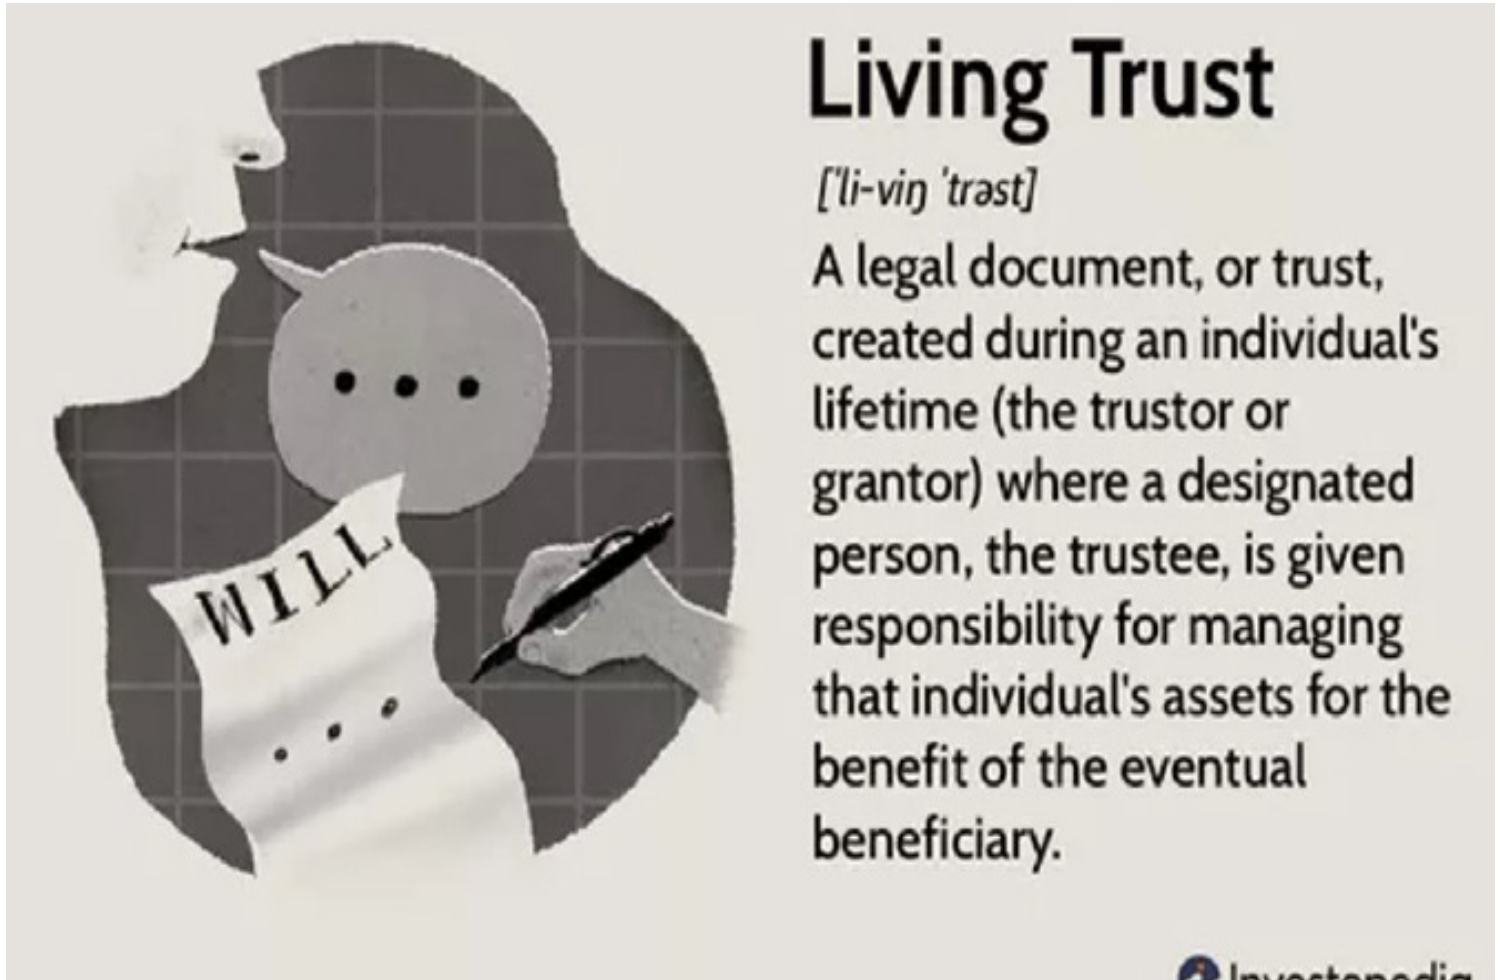 Living Trust
['li-viŋ 'trəst]
A legal document, or trust,
created during an individual's
lifetime (the trustor or
grantor) where a designated
person, the trustee, is given
responsibility for managing
that individual's assets for the
benefit of the eventual
beneficiary.
WILL
Investopedia